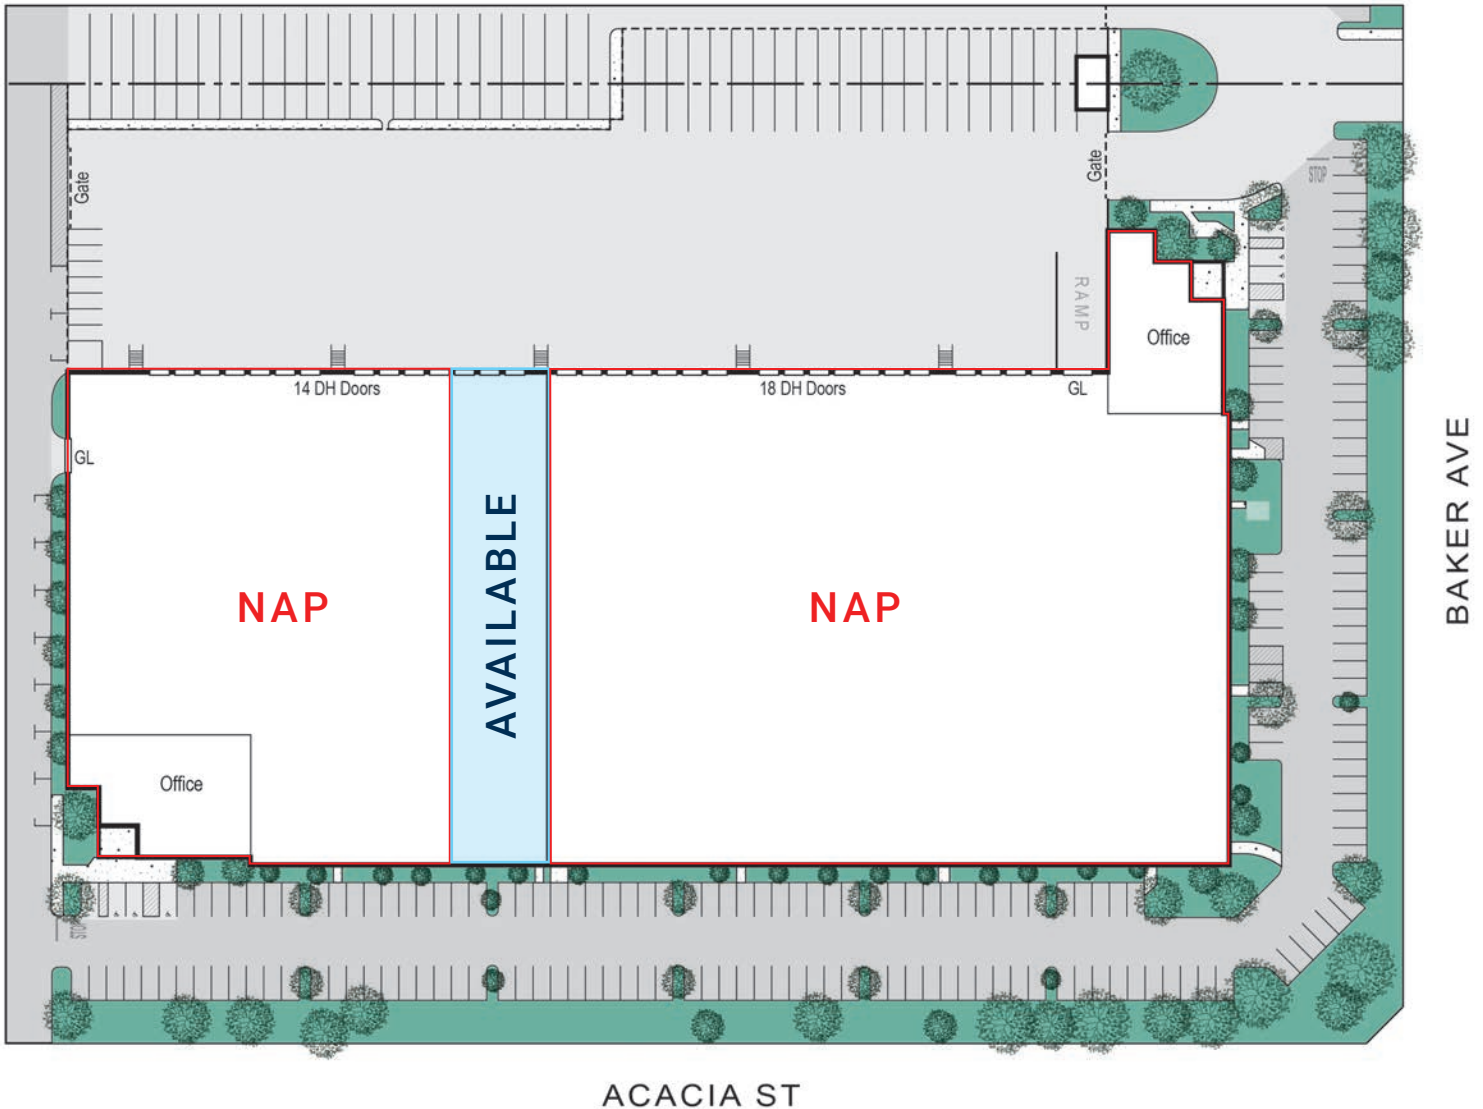 Gate
Gate
STOP
RAMP
Office
14 DH Doors
18 DH Doors
GL
GL
BAKER AVE
AVAILABLE
NAP
NAP
Office
STOP
ACACIA ST